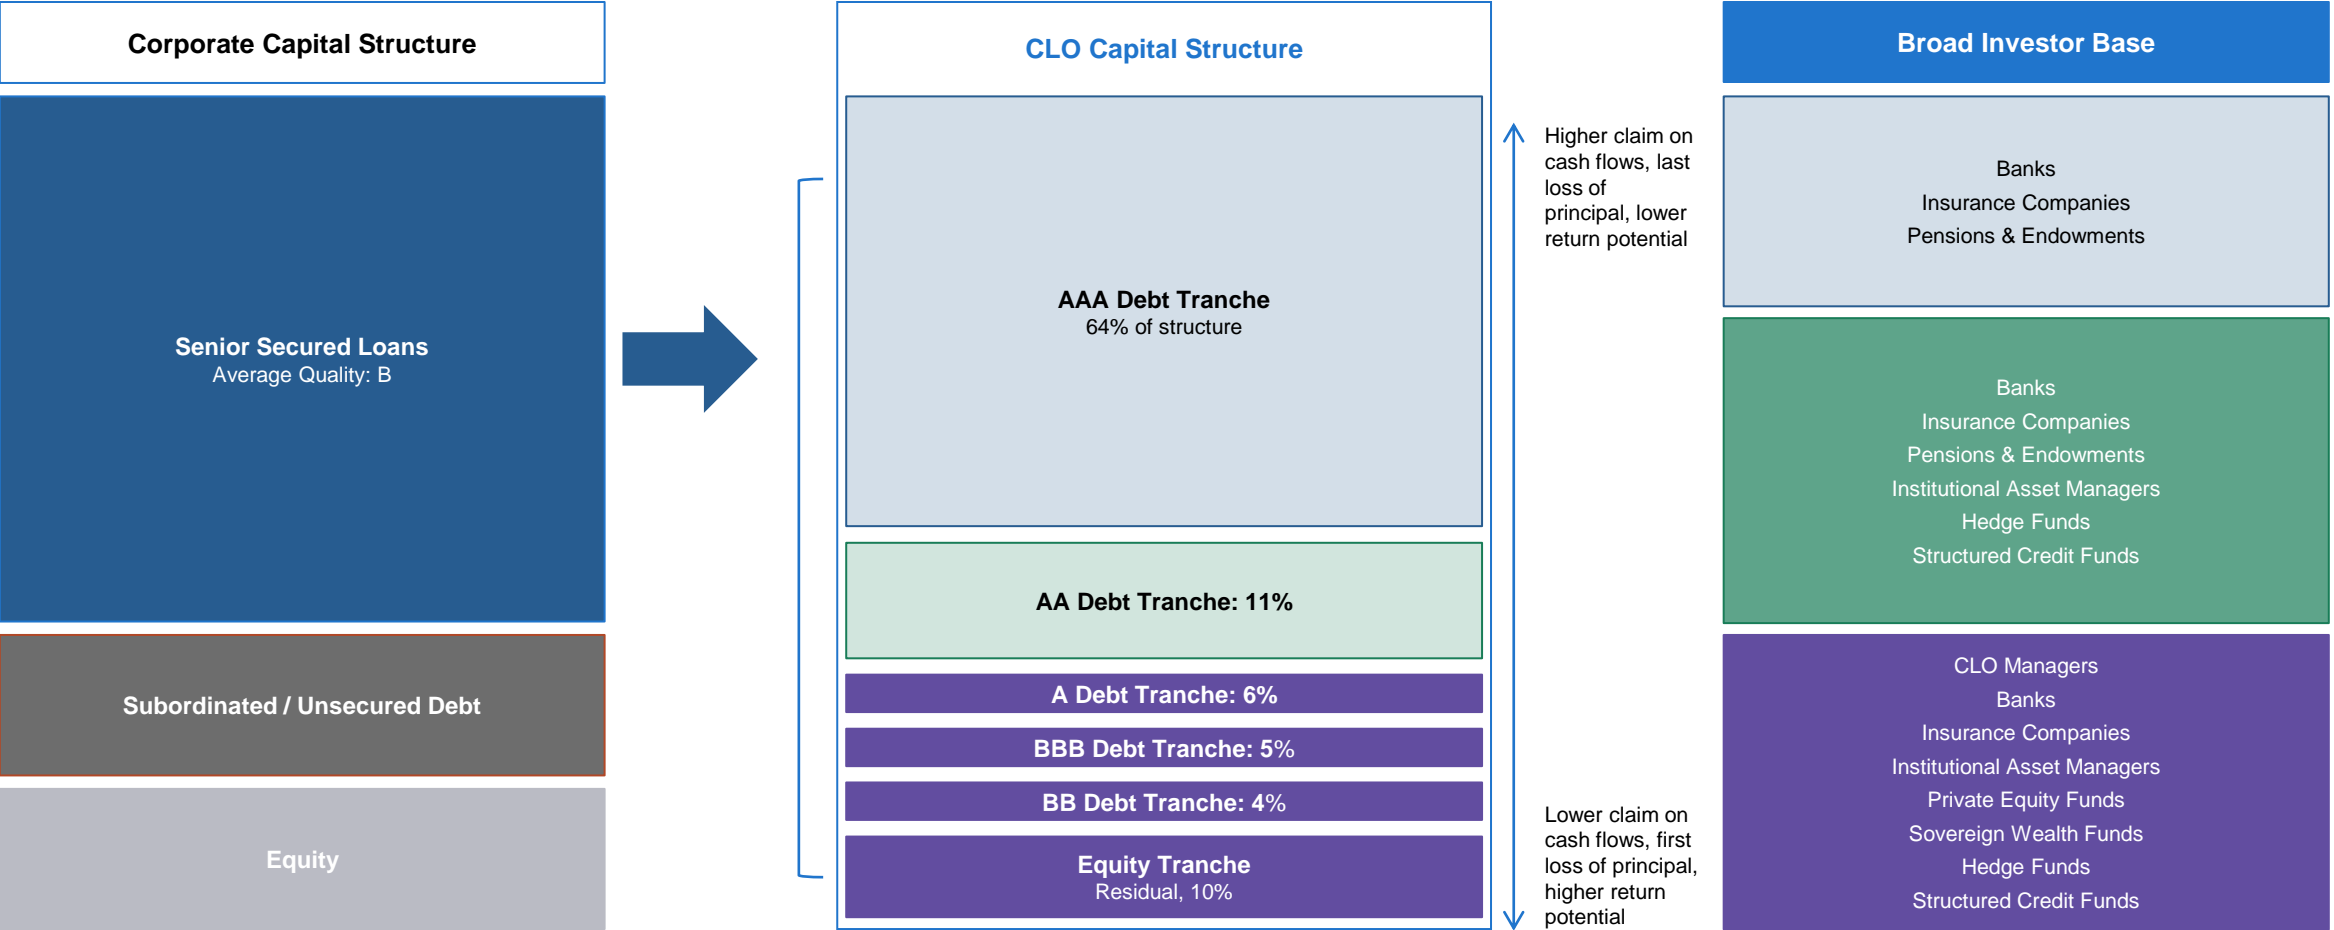 Corporate Capital Structure
Senior Secured Loans
Average Quality: B
Subordinated / Unsecured Debt
Equity
CLO Capital Structure
AAA Debt Tranche
64% of structure
AA Debt Tranche: 11%
A Debt Tranche: 6%
BBB Debt Tranche: 5%
BB Debt Tranche: 4%
Equity Tranche
Residual, 10%
Higher claim on
cash flows, last
loss of
principal, lower
return potential
Lower claim on
cash flows, first
loss of principal,
higher return
potential
Broad Investor Base
Banks
Insurance Companies
Pensions & Endowments
Banks
Insurance Companies
Pensions & Endowments
Institutional Asset Managers
Hedge Funds
Structured Credit Funds
CLO Managers
Banks
Insurance Companies
Institutional Asset Managers
Private Equity Funds
Sovereign Wealth Funds
Hedge Funds
Structured Credit Funds